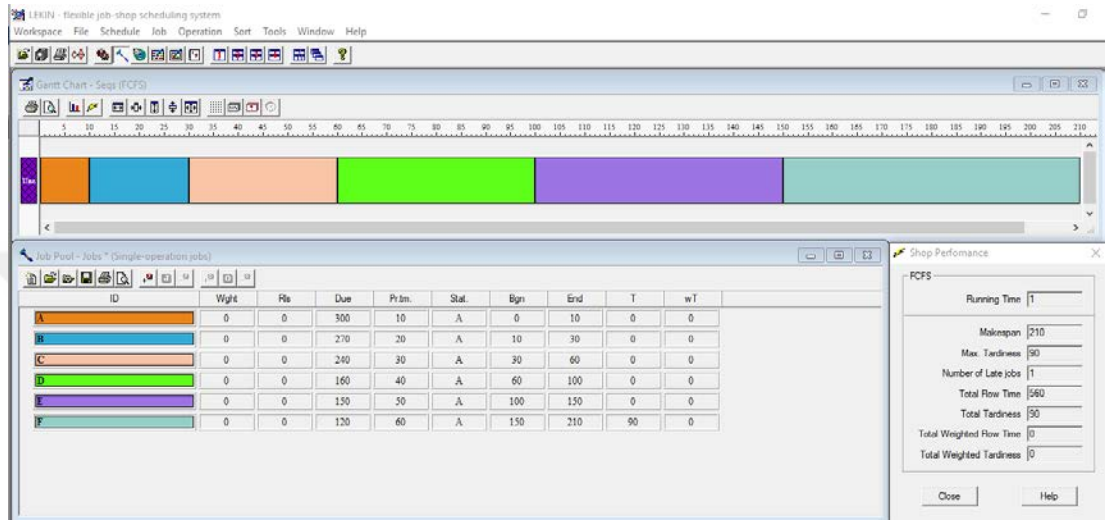 LEKIN - flexible job-shop scheduling system
Workspace File Schedule Job Operation Sort Tools Window Help
Gantt Chart - Seqs (FCFS)
5 10 15 20 25 30 35 40 45 50 55 60 65 70 75 80 85 90 95 100 105 110 115 120 125 130 135 140 145 150 155 160 165 170 175 180 185 190 195 200 205 210
Job Pool - Jobs * (Single-operation jobs)
ID Wght Rls Due Pr.tm. Stat. Bgn End T wT
A 0 0 300 10 A 0 10 0 0
B 0 0 270 20 A 10 30 0 0
C 0 0 240 30 A 30 60 0 0
D 0 0 160 40 A 60 100 0 0
E 0 0 150 50 A 100 150 0 0
F 0 0 120 60 A 150 210 90 0
Shop Perfomance
FCFS
Running Time 1
Makespan 210
Max. Tardiness 90
Number of Late jobs 1
Total Flow Time 560
Total Tardiness 90
Total Weighted Flow Time 0
Total Weighted Tardiness 0
Close Help